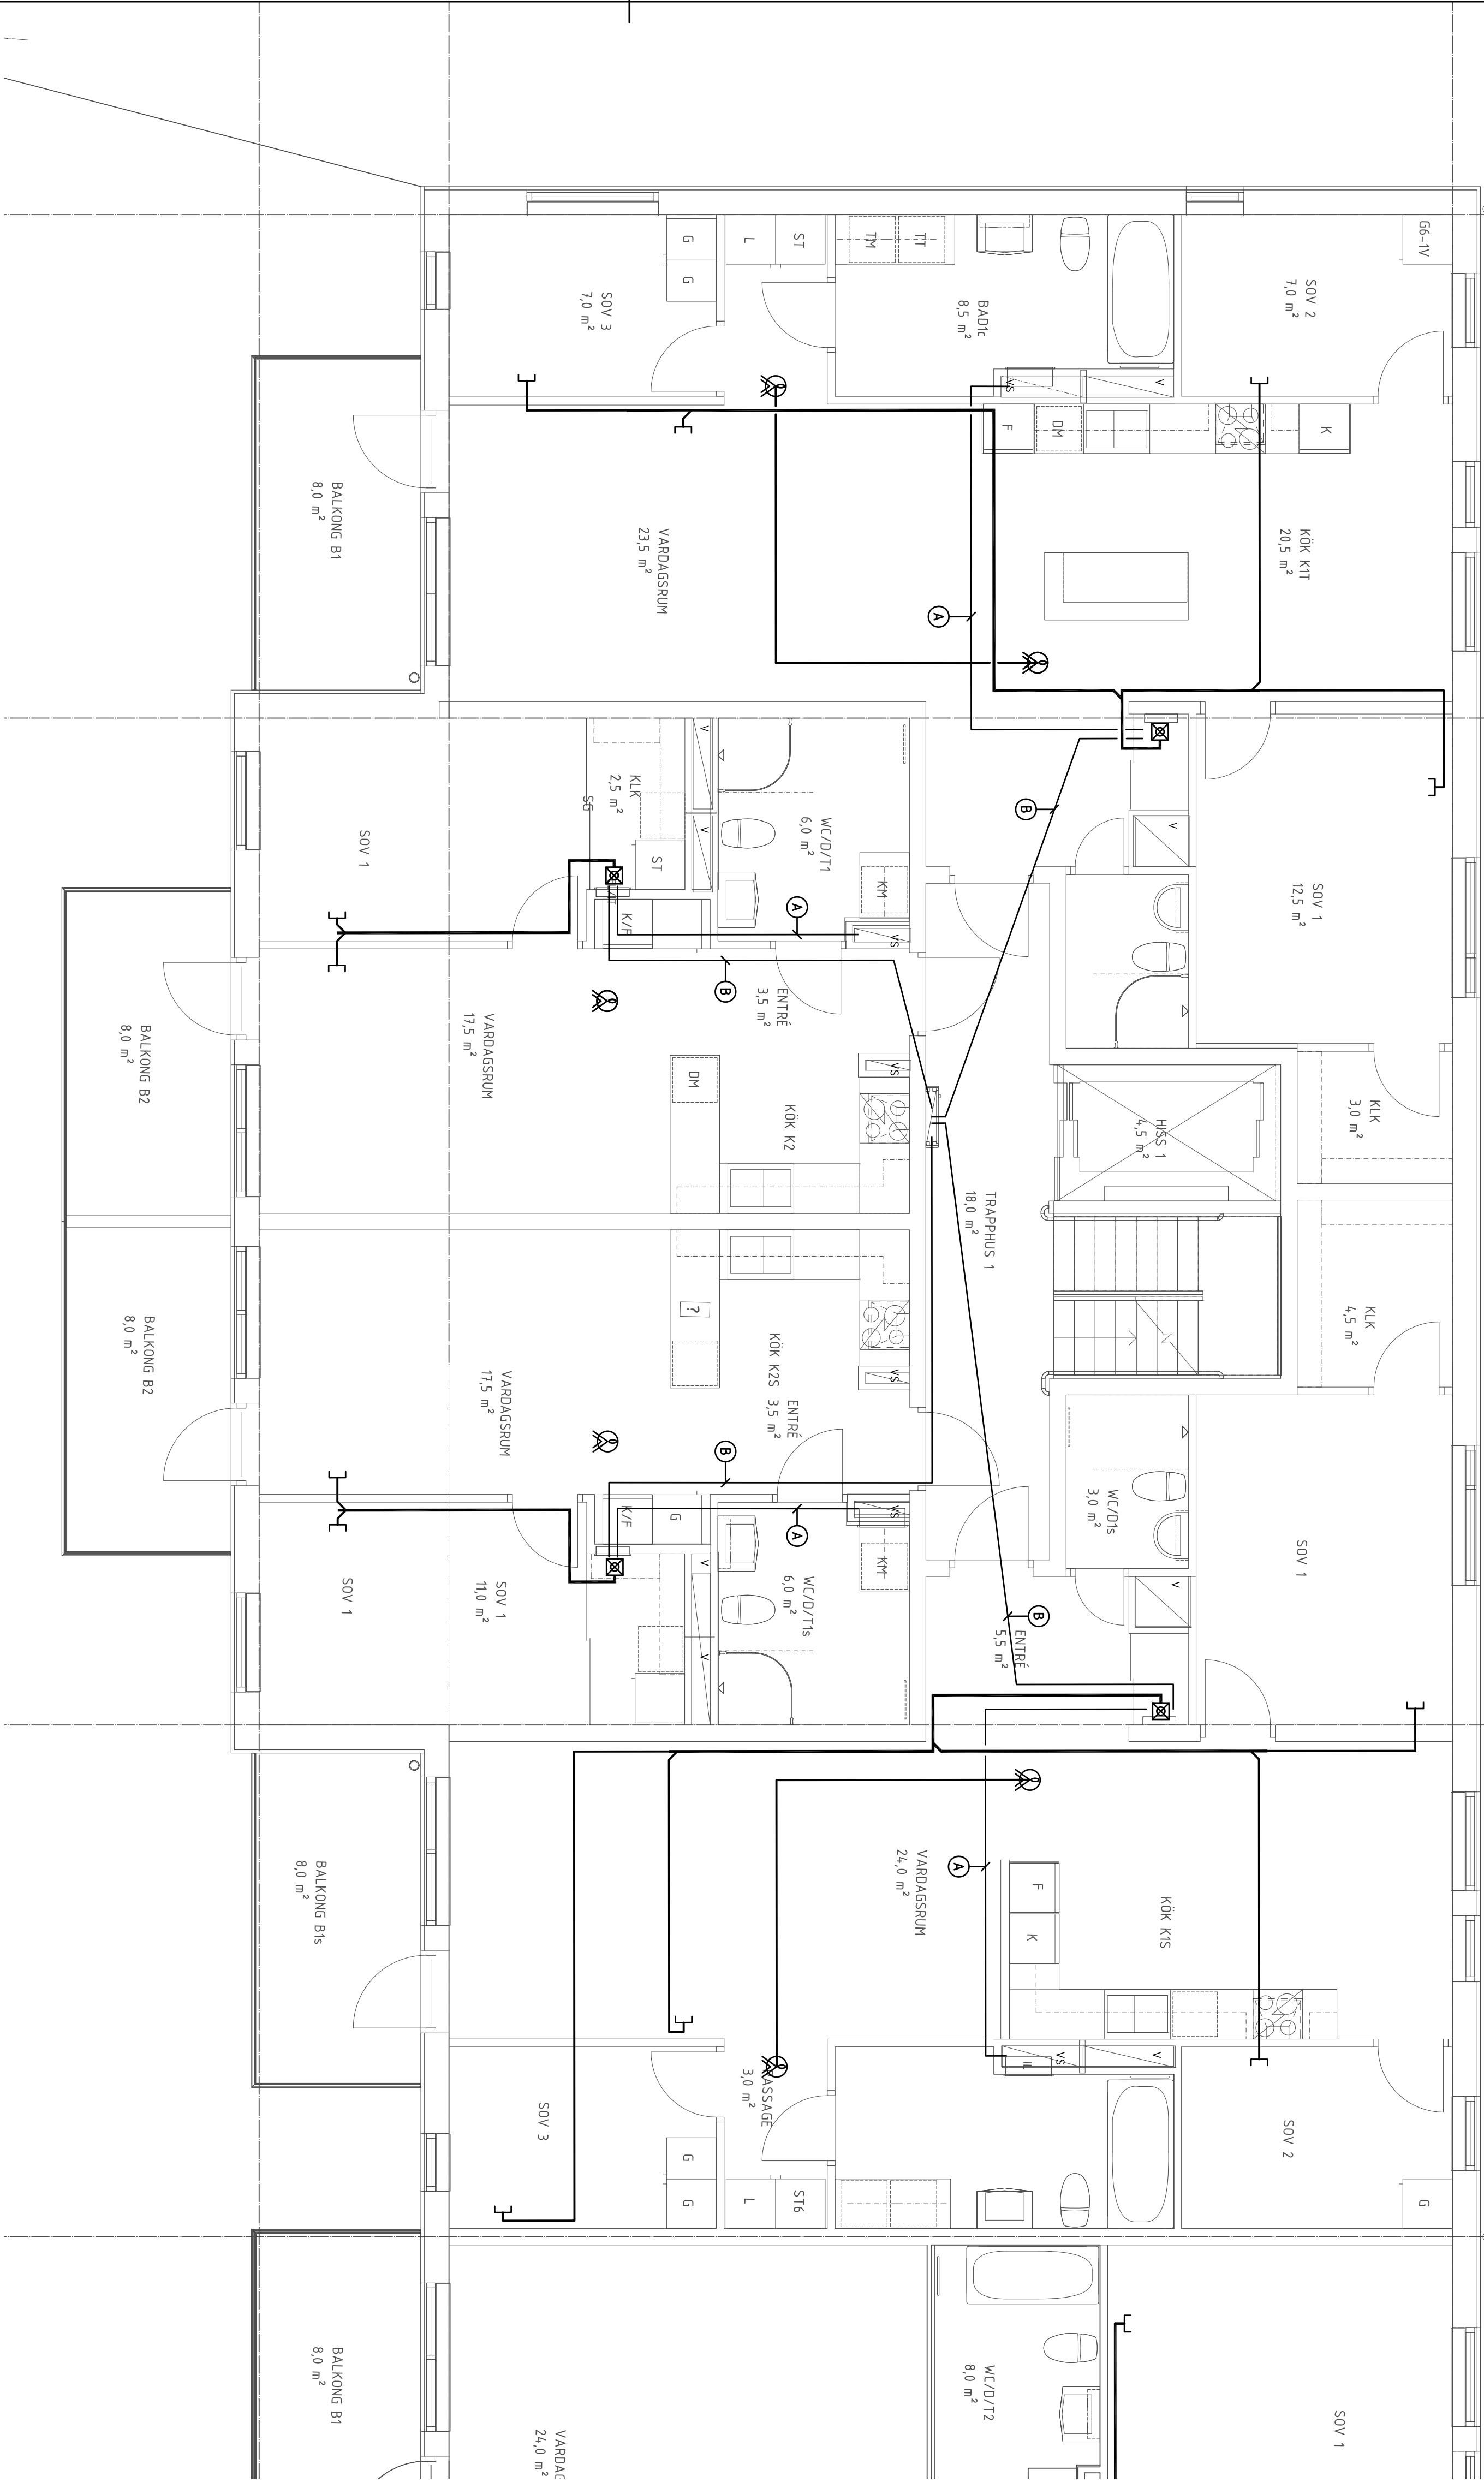 G6-1V
SOV 2
7,0 m²
BAD1c
8,5 m²
TM
TT
ST
L
G
G
SOV 3
7,0 m²
VS
V
F
DM
K
KÖK K1T
20,5 m²
VARDAGSRUM
23,5 m²
BALKONG B1
8,0 m²
A
B
SOV 1
12,5 m²
V
V
V
WC/D/T1
6,0 m²
KLK
2,5 m²
SG
ST
SOV 1
KM
VS
K/F
A
B
ENTRÉ
3,5 m²
VARDAGSRUM
17,5 m²
BALKONG B2
8,0 m²
DM
VS
KÖK K2
HISS 1
4,5 m²
KLK
3,0 m²
TRAPPHUS 1
18,0 m²
KLK
4,5 m²
?
VS
KÖK K2S
ENTRÉ
3,5 m²
VARDAGSRUM
17,5 m²
BALKONG B2
8,0 m²
B
A
VS
KM
K/F
G
WC/D1s
3,0 m²
SOV 1
V
V
V
WC/D/T1s
6,0 m²
SOV 1
11,0 m²
SOV 1
B
ENTRÉ
5,5 m²
VARDAGSRUM
24,0 m²
A
F
K
KÖK K1S
BALKONG B1s
8,0 m²
VS
V
PASSAGE
3,0 m²
SOV 3
G
G
L
ST6
SOV 2
G
BALKONG B1
8,0 m²
VARDAG
24,0 m²
WC/D/T2
8,0 m²
SOV 1